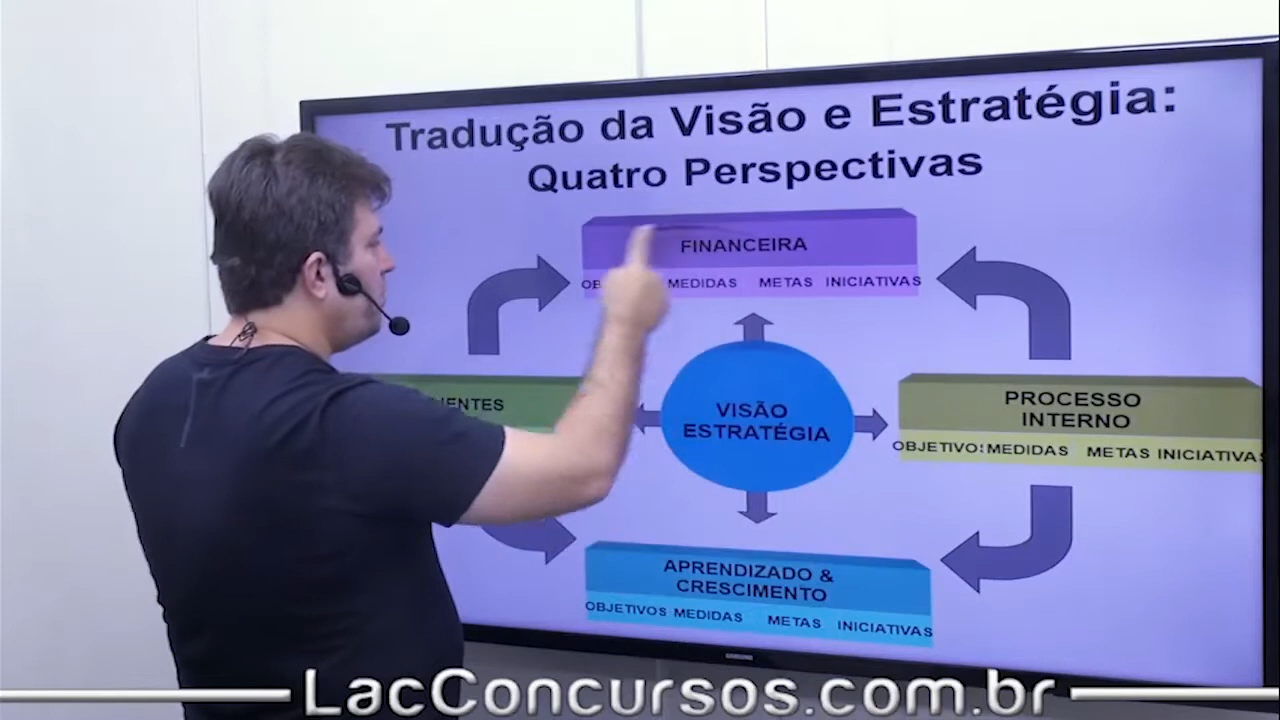 Tradução da Visão e Estratégia:
Quatro Perspectivas
FINANCEIRA
MEDIDAS METAS INICIATIVAS
VISÃO
ESTRATÉGIA
PROCESSO
INTERNO
MEDIDAS METAS INICIATIVAS
APRENDIZADO &
CRESCIMENTO
OBJETIVOS MEDIDAS METAS INICIATIVAS
SAMSUNG
LacConcursos.com.br